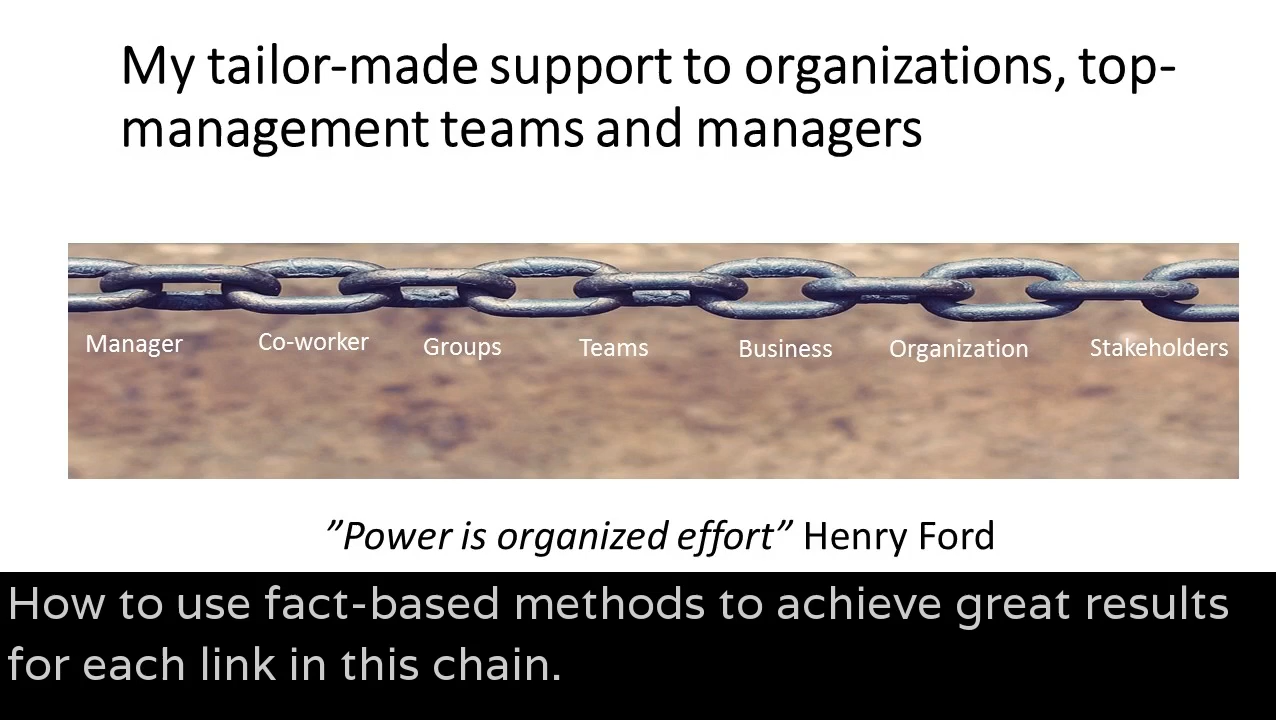 My tailor-made support to organizations, top-
management teams and managers
Manager Co-worker Groups Teams Business Organization Stakeholders
”Power is organized effort” Henry Ford
How to use fact-based methods to achieve great results
for each link in this chain.